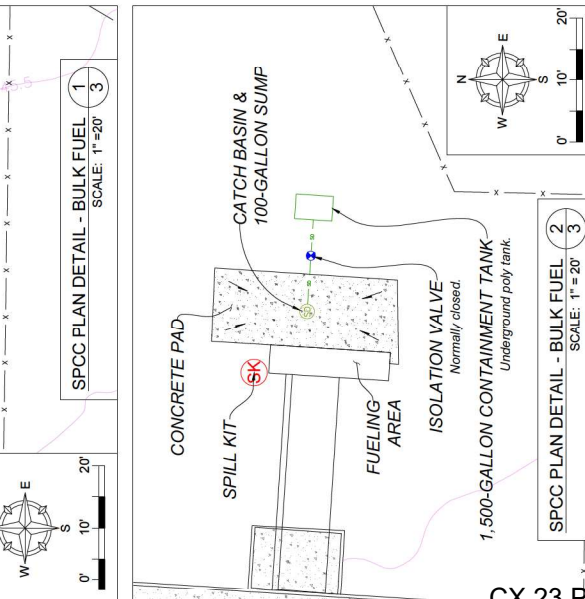 45.5
SPCC PLAN DETAIL - BULK FUEL
1
3
SCALE: 1"=20'
E
S
W
0'
10'
20'
CATCH BASIN &
100-GALLON SUMP
CONCRETE PAD
SPILL KIT
SK
FUELING
AREA
ISOLATION VALVE
Normally closed.
1,500-GALLON CONTAINMENT TANK
Underground poly tank.
N
E
S
W
0'
10'
20'
SPCC PLAN DETAIL - BULK FUEL
2
3
SCALE: 1" = 20'